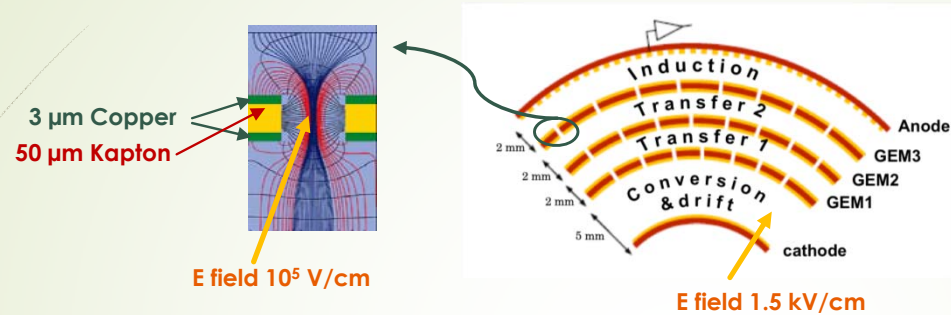 3 µm Copper
50 µm Kapton
E field 10⁵ V/cm
Induction
Transfer 2
Transfer 1
Conversion
&drift
2 mm
2 mm
2 mm
5 mm
Anode
GEM3
GEM2
GEM1
cathode
E field 1.5 kV/cm